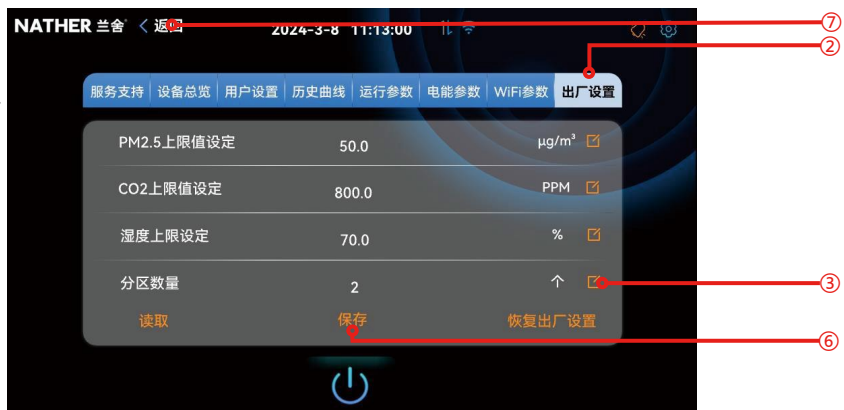 NATHER 兰舍 < 返回 2024-3-8 11:13:00 ⑦
②
服务支持 设备总览 用户设置 历史曲线 运行参数 电能参数 WiFi参数 出厂设置
PM2.5上限值设定 50.0 μg/m³
CO2上限值设定 800.0 PPM
湿度上限设定 70.0 %
分区数量 2 个 ③
读取 保存 恢复出厂设置
⑥